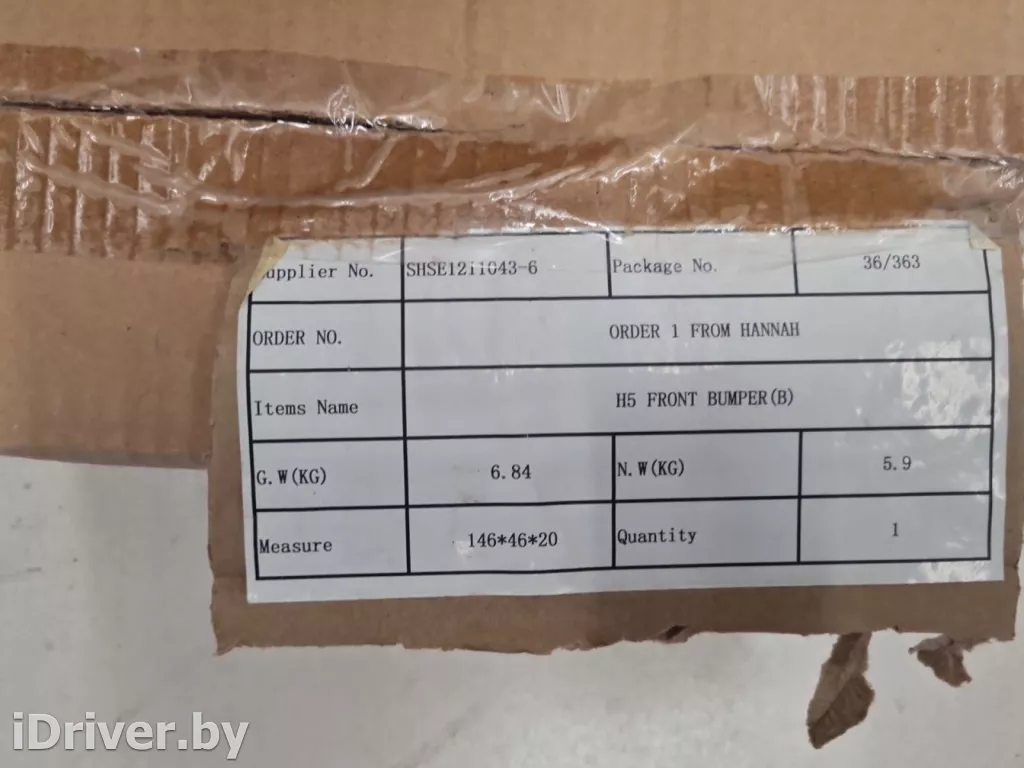 upplier No. SHSE1211043-6 Package No. 36/363
ORDER NO. ORDER 1 FROM HANNAH
Items Name H5 FRONT BUMPER(B)
G.W(KG) 6.84 N.W(KG) 5.9
Measure 146*46*20 Quantity 1
iDriver.by